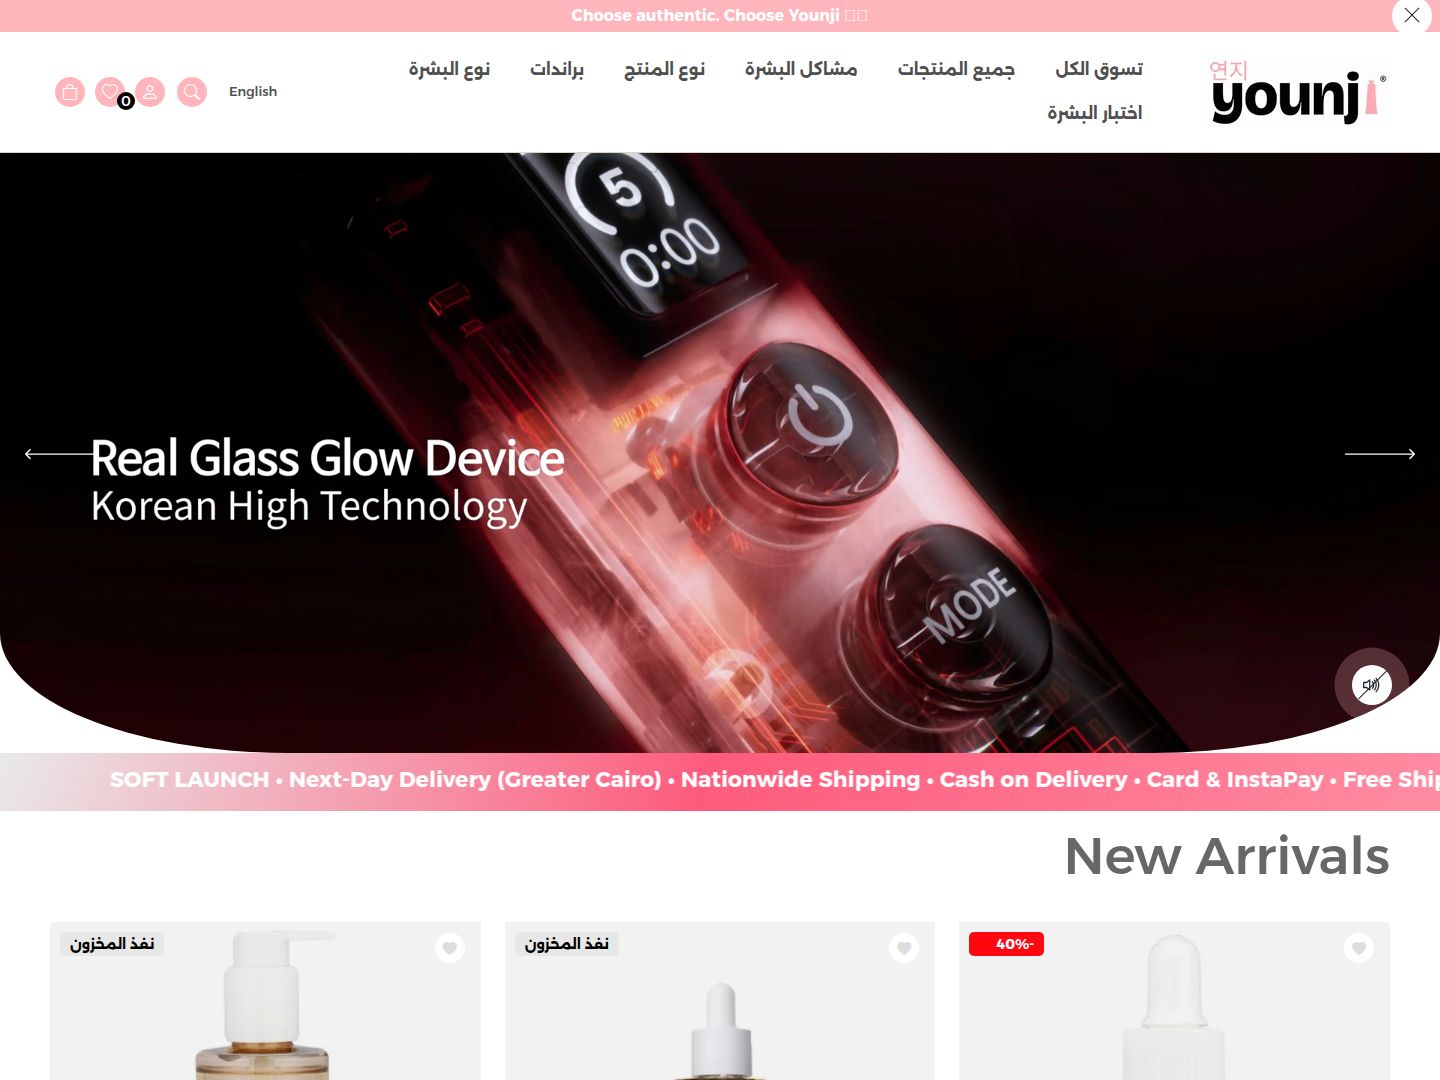 Choose authentic. Choose Younji
연지
younji®
تسوق الكل
جميع المنتجات
مشاكل البشرة
نوع المنتج
براندات
نوع البشرة
اختبار البشرة
English
0
5
0:00
MODE
Real Glass Glow Device
Korean High Technology
SOFT LAUNCH • Next-Day Delivery (Greater Cairo) • Nationwide Shipping • Cash on Delivery • Card & InstaPay • Free Ship
New Arrivals
40%-
نفذ المخزون
نفذ المخزون